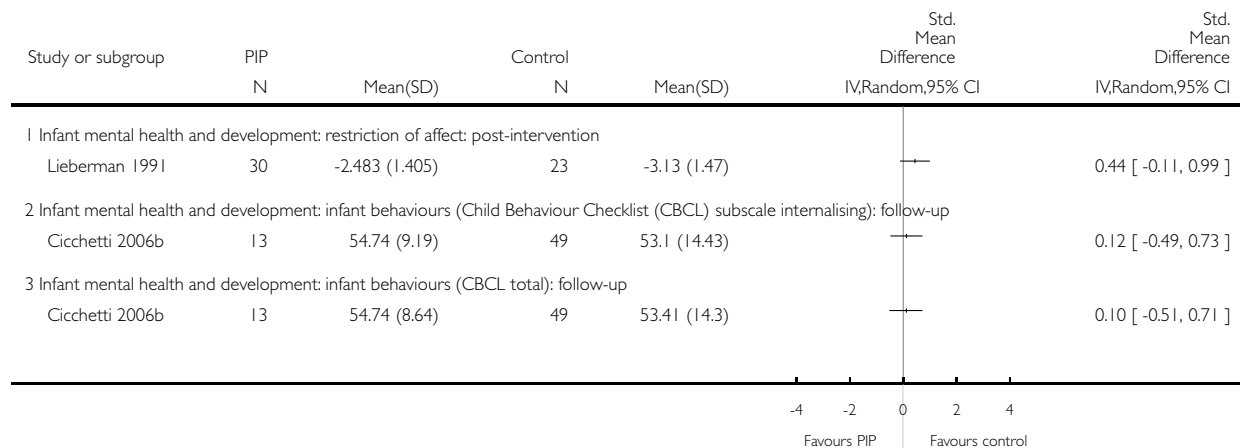 Study or subgroup PIP Control Std. Mean Difference Std. Mean Difference
N Mean(SD) N Mean(SD) IV,Random,95% CI IV,Random,95% CI
1 Infant mental health and development: restriction of affect: post-intervention
Lieberman 1991 30 -2.483 (1.405) 23 -3.13 (1.47) 0.44 [ -0.11, 0.99 ]
2 Infant mental health and development: infant behaviours (Child Behaviour Checklist (CBCL) subscale internalising): follow-up
Cicchetti 2006b 13 54.74 (9.19) 49 53.1 (14.43) 0.12 [ -0.49, 0.73 ]
3 Infant mental health and development: infant behaviours (CBCL total): follow-up
Cicchetti 2006b 13 54.74 (8.64) 49 53.41 (14.3) 0.10 [ -0.51, 0.71 ]
-4 -2 0 2 4
Favours PIP Favours control